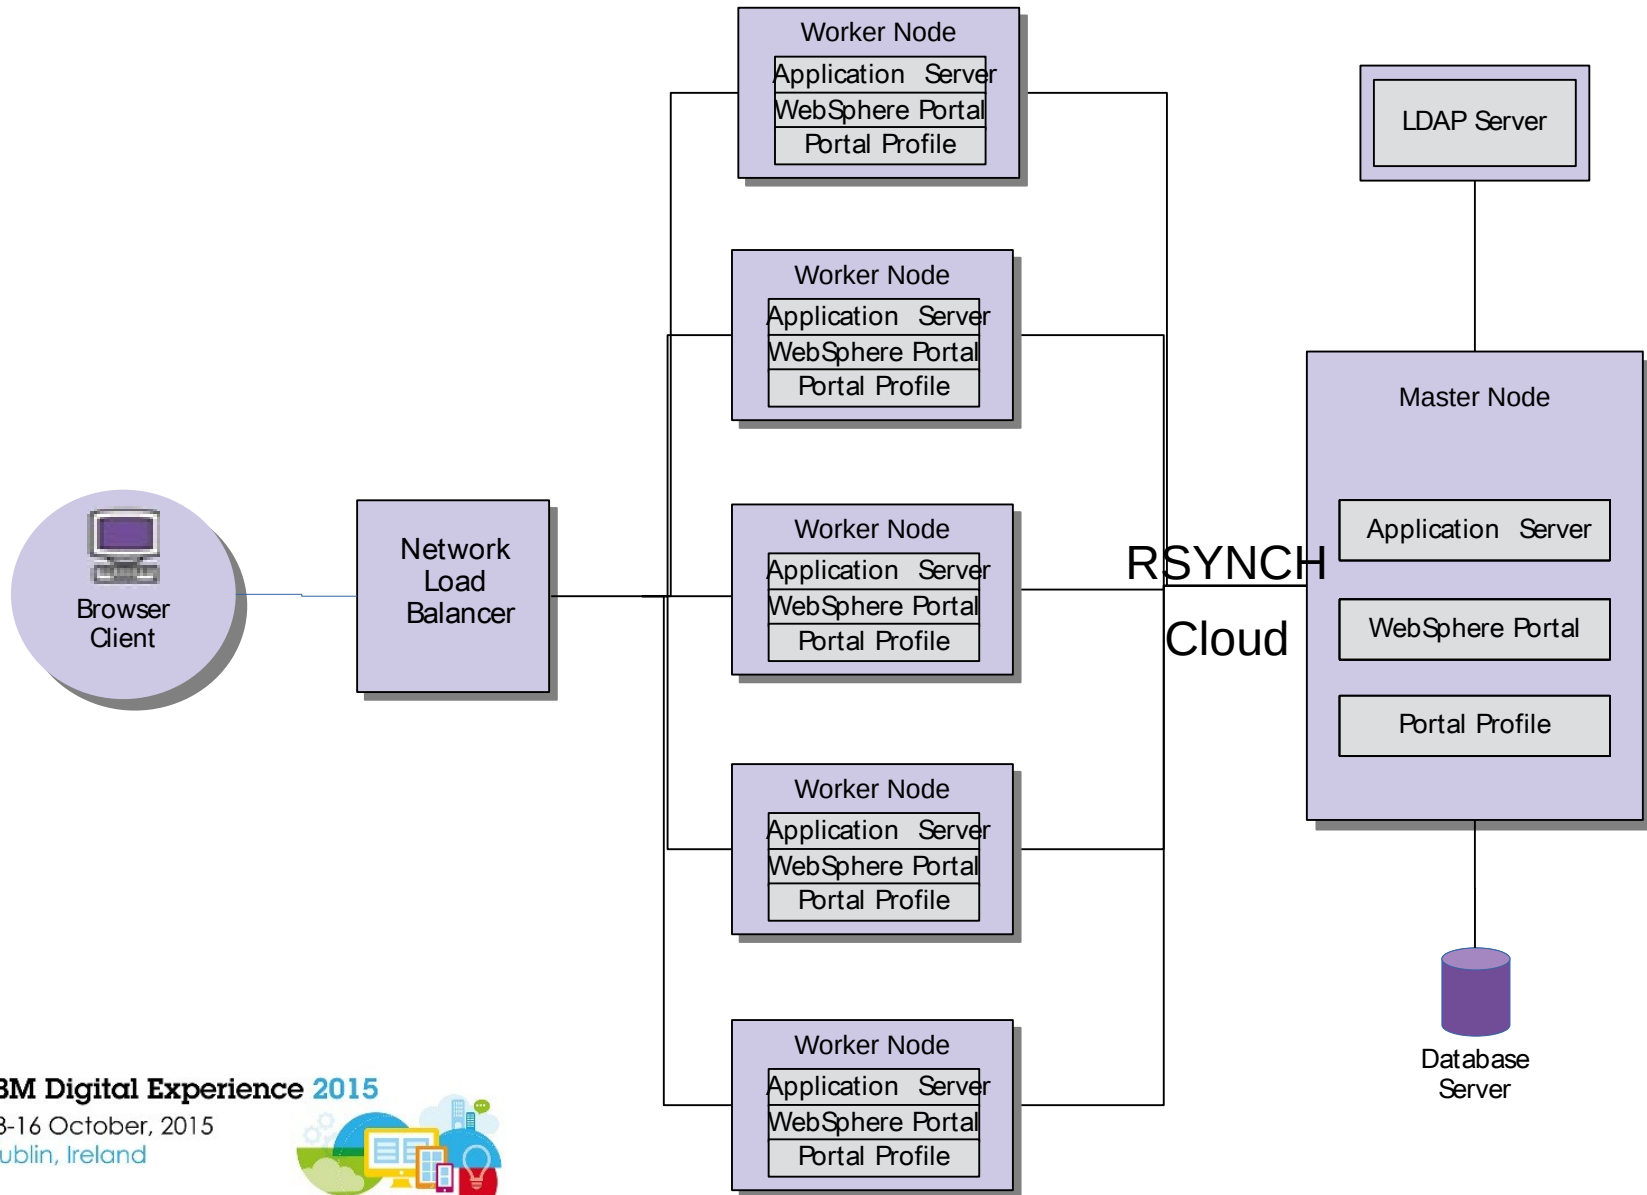 Worker Node
Application Server
WebSphere Portal
Portal Profile
LDAP Server
Worker Node
Application Server
WebSphere Portal
Portal Profile
Master Node
Application Server
WebSphere Portal
Portal Profile
Browser
Client
Network
Load
Balancer
Worker Node
Application Server
WebSphere Portal
Portal Profile
RSYNCH
Cloud
Worker Node
Application Server
WebSphere Portal
Portal Profile
Database
Server
Worker Node
Application Server
WebSphere Portal
Portal Profile
BM Digital Experience 2015
3-16 October, 2015
ublin, Ireland